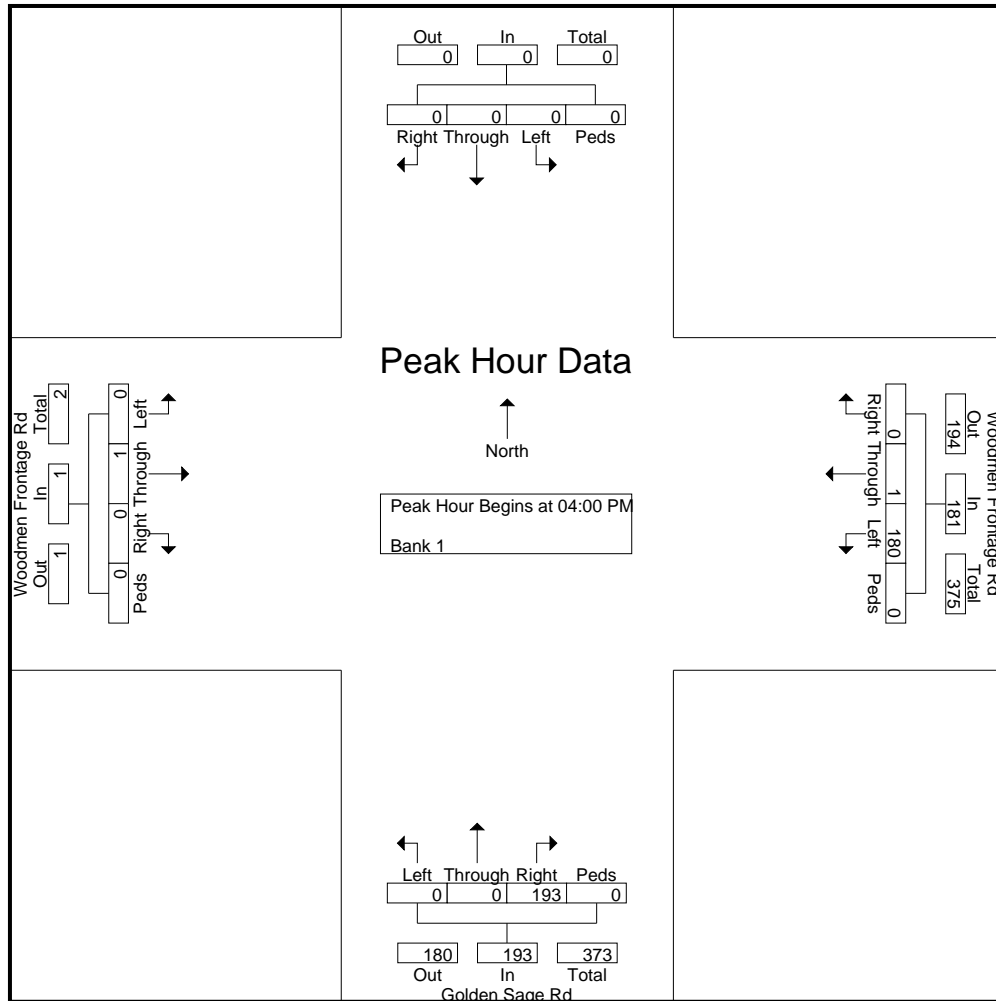 Out In Total
0 0 0
0 0 0 0
Right Through Left Peds
Peak Hour Data
North
Peak Hour Begins at 04:00 PM
Bank 1
Woodmen Frontage Rd
Total In Out
2 1 1
0 1 0 0
Left Through Right Peds
Woodmen Frontage Rd
Out In Total
194 181 375
0 1 180 0
Right Through Left Peds
Left Through Right Peds
0 0 193 0
180 193 373
Out In Total
Golden Sage Rd